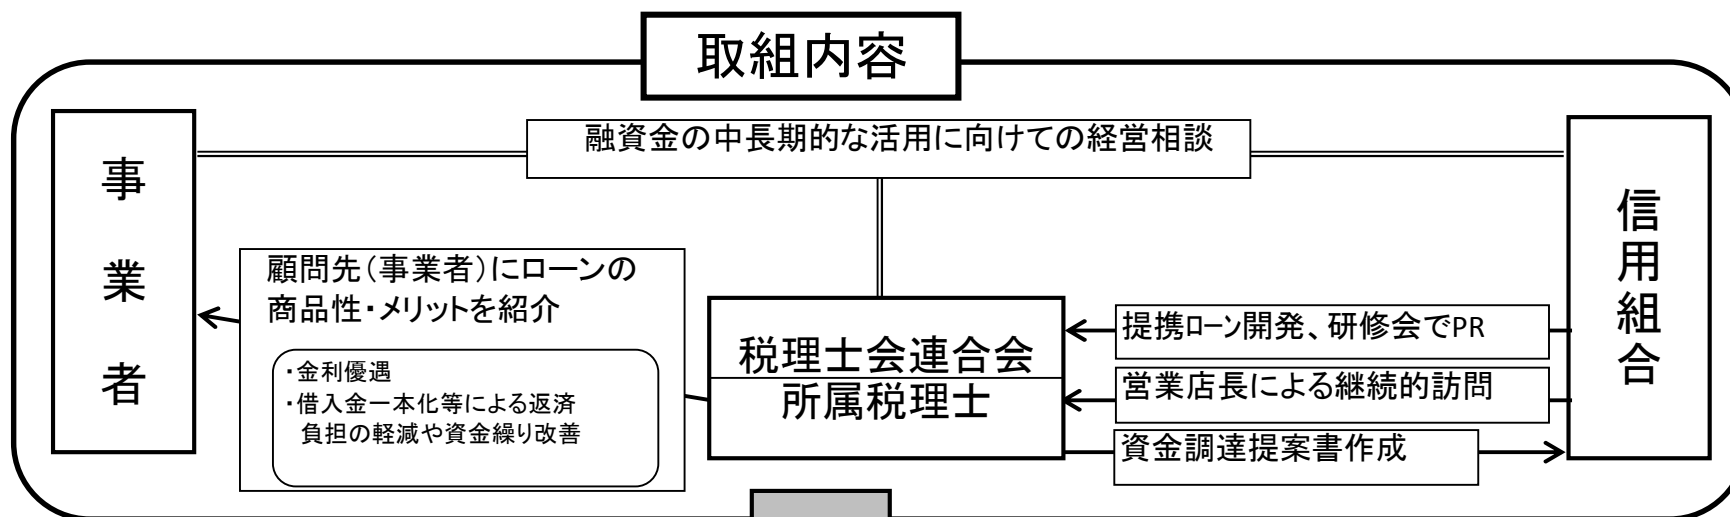 取組内容
事業者
融資金の中長期的な活用に向けての経営相談
信用組合
顧問先(事業者)にローンの
商品性・メリットを紹介
・金利優遇
・借入金一本化等による返済
負担の軽減や資金繰り改善
税理士会連合会
所属税理士
提携ローン開発、研修会でPR
営業店長による継続的訪問
資金調達提案書作成